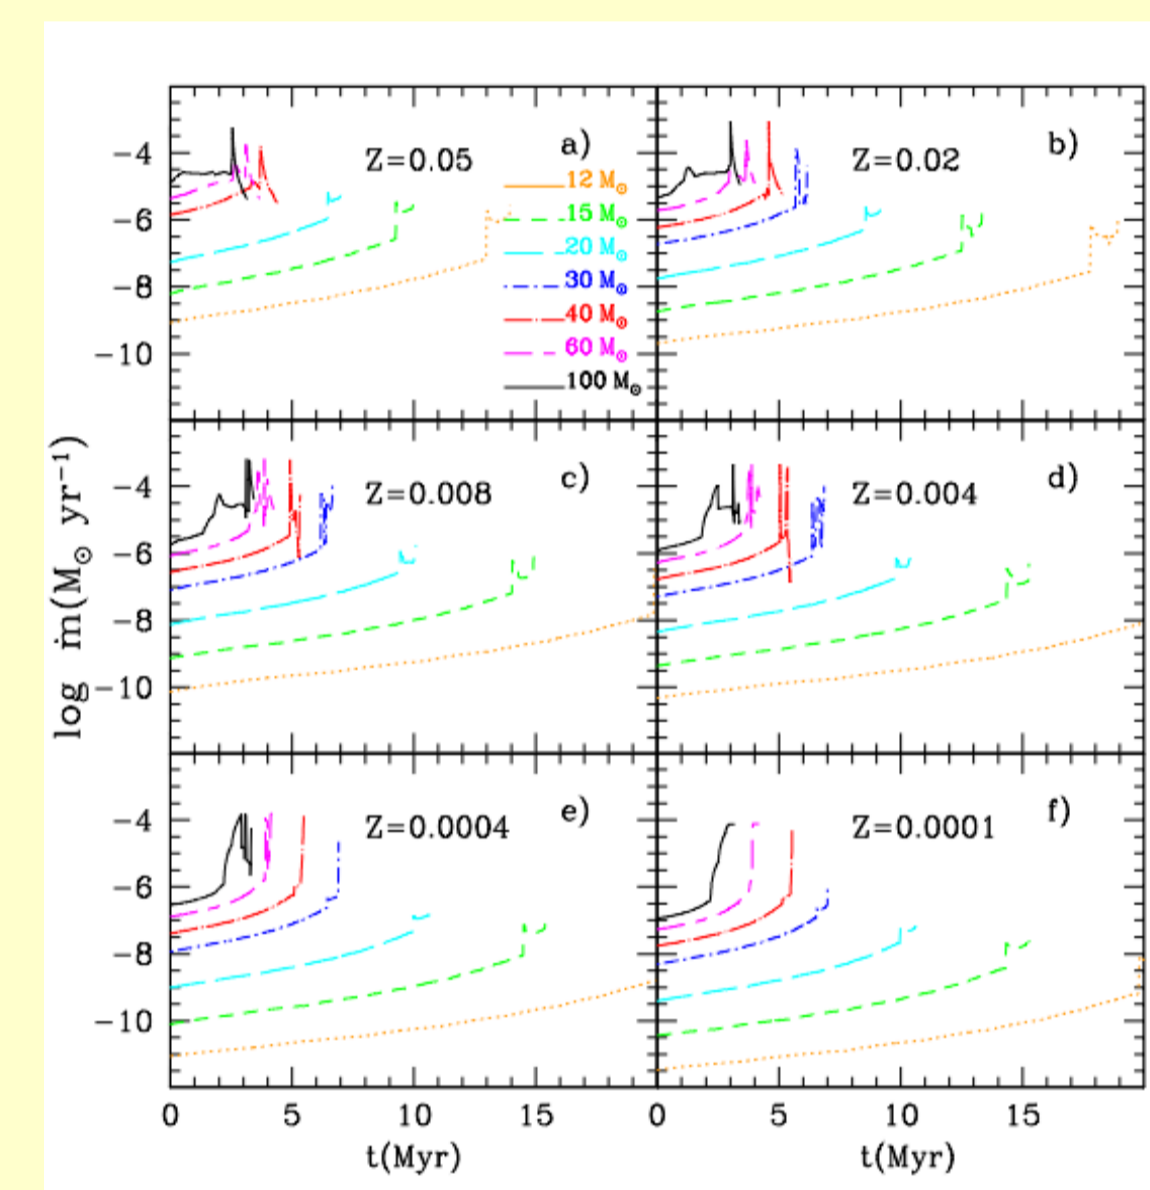 a)
Z=0.05
12 M⊙
15 M⊙
20 M⊙
30 M⊙
40 M⊙
60 M⊙
100 M⊙
b)
Z=0.02
c)
Z=0.008
d)
Z=0.004
e)
Z=0.0004
f)
Z=0.0001
log ṁ(M⊙ yr⁻¹)
−4
−6
−8
−10
−4
−6
−8
−10
−4
−6
−8
−10
0 5 10 15 0 5 10 15
t(Myr) t(Myr)